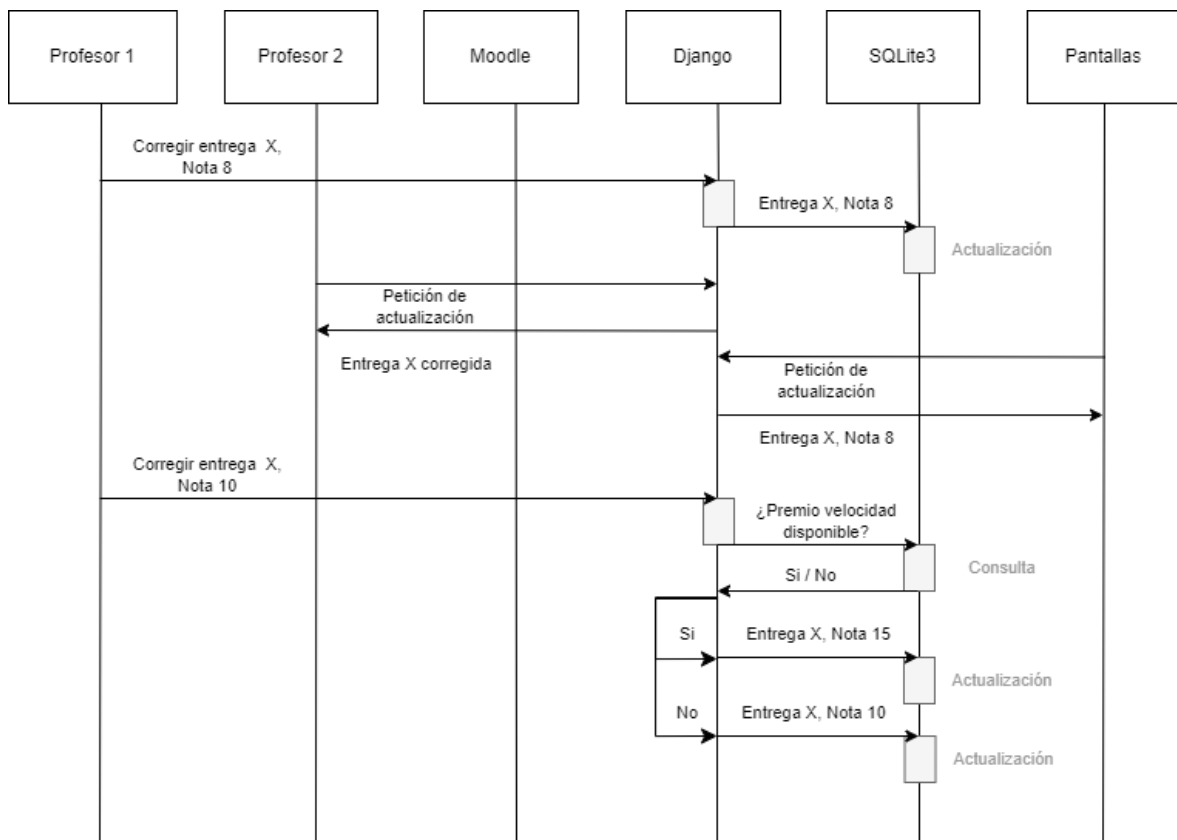 Profesor 1
Profesor 2
Moodle
Django
SQLite3
Pantallas
Corregir entrega X,
Nota 8
Entrega X, Nota 8
Actualización
Petición de
actualización
Entrega X corregida
Petición de
actualización
Entrega X, Nota 8
Corregir entrega X,
Nota 10
¿Premio velocidad
disponible?
Consulta
Si / No
Si
Entrega X, Nota 15
Actualización
No
Entrega X, Nota 10
Actualización